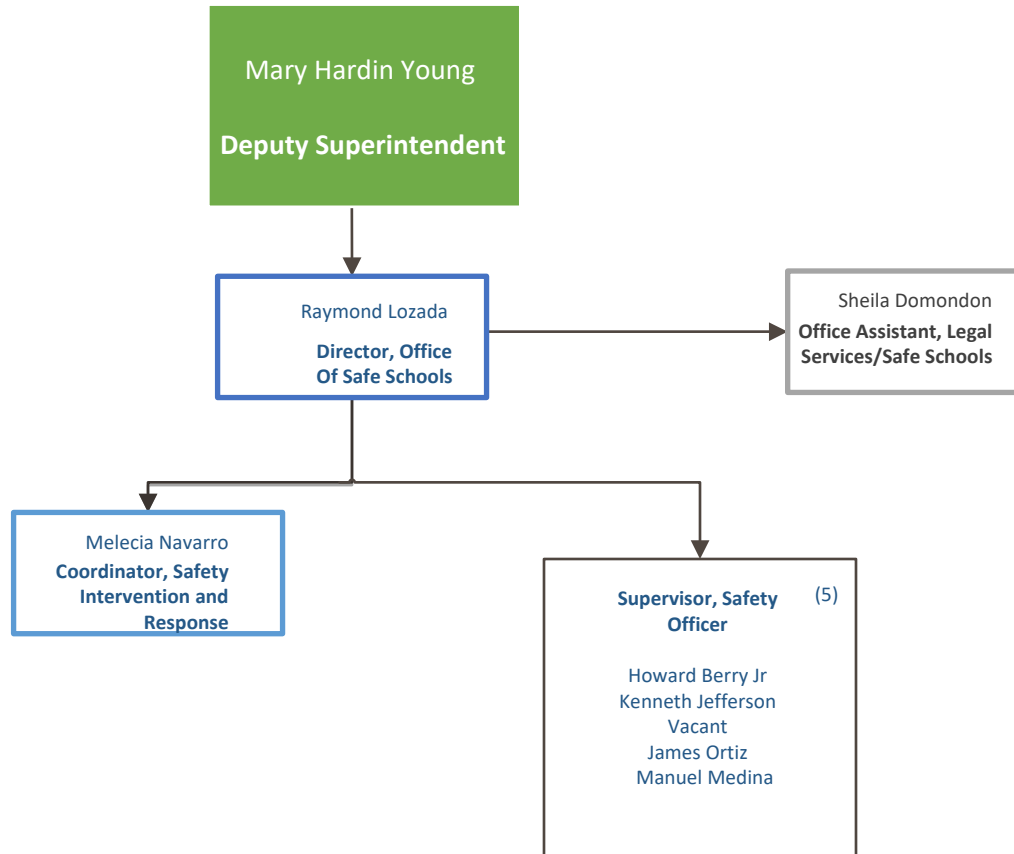 Mary Hardin Young
Deputy Superintendent
Raymond Lozada
Director, Office
Of Safe Schools
Sheila Domondon
Office Assistant, Legal
Services/Safe Schools
Melecia Navarro
Coordinator, Safety
Intervention and
Response
Supervisor, Safety (5)
Officer
Howard Berry Jr
Kenneth Jefferson
Vacant
James Ortiz
Manuel Medina